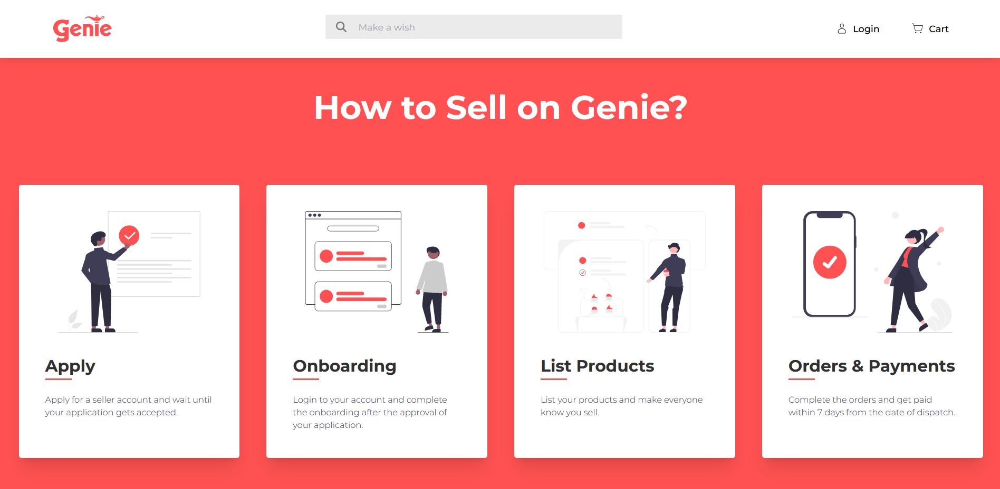 Genie
Make a wish
Login
Cart
How to Sell on Genie?
Apply
Apply for a seller account and wait until
your application gets accepted.
Onboarding
Login to your account and complete
the onboarding after the approval of
your application.
List Products
List your products and make everyone
know you sell.
Orders & Payments
Complete the orders and get paid
within 7 days from the date of dispatch.